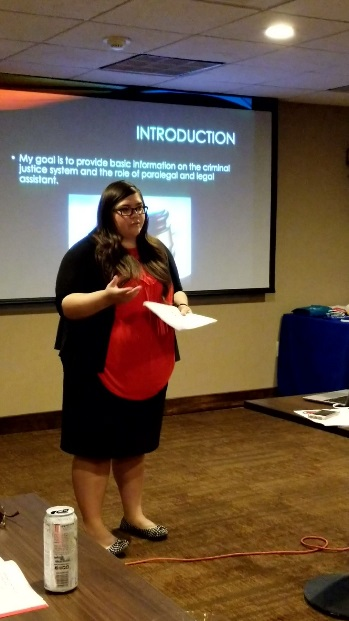 INTRODUCTION
• My goal is to provide basic information on the criminal
justice system and the role of paralegal and legal
assistant.